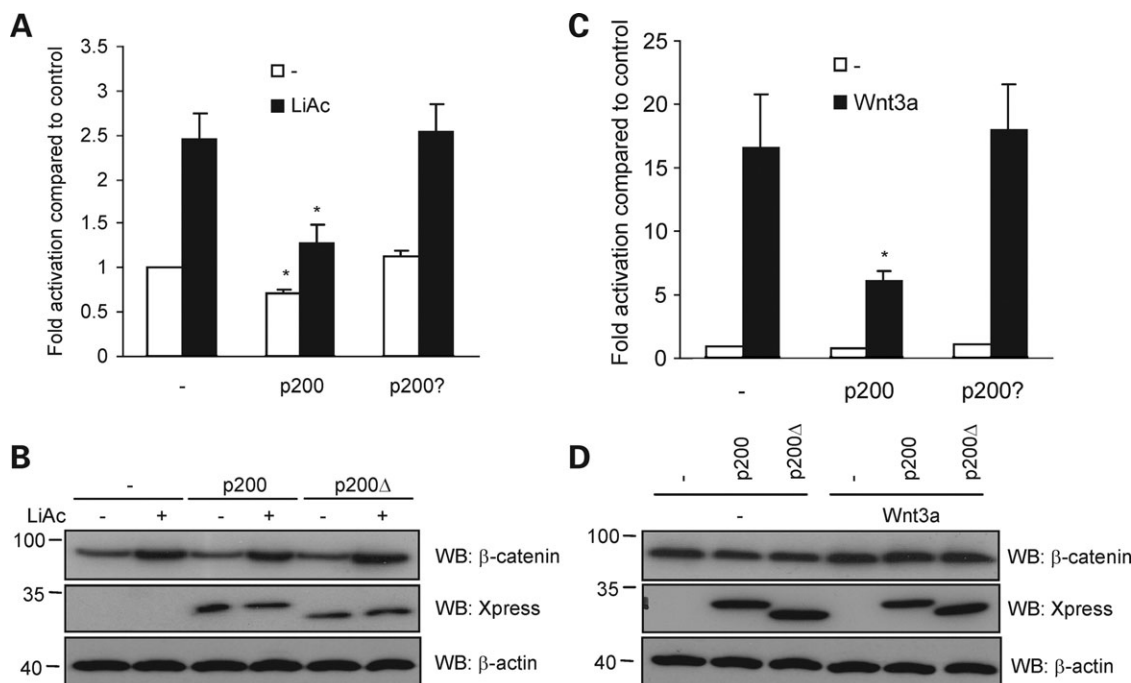 A
Fold activation compared to control
3.5
3
2.5
2
1.5
1
0.5
0
-
LiAc
*
*
- p200 p200?
C
Fold activation compared to control
25
20
15
10
5
0
-
Wnt3a
*
- p200 p200?
B
- p200 p200Δ
LiAc - + - + - +
100 WB: β-catenin
35 WB: Xpress
40 WB: β-actin
D
- p200 p200Δ - p200 p200Δ
- Wnt3a
100 WB: β-catenin
35 WB: Xpress
40 WB: β-actin